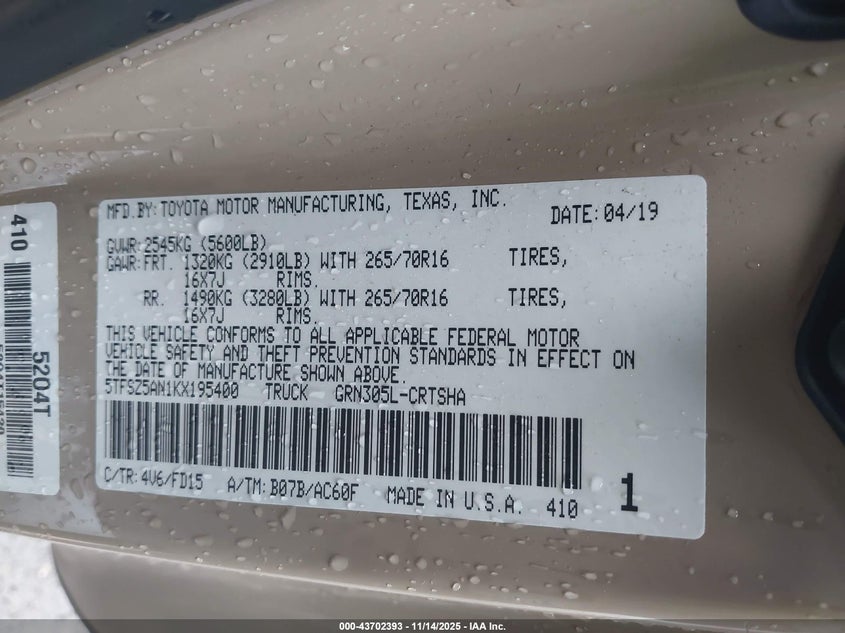 MFD.BY:TOYOTA MOTOR MANUFACTURING, TEXAS, INC.
DATE:04/19
GVWR:2545KG (5600LB)
GAWR:FRT. 1320KG (2910LB) WITH 265/70R16 TIRES,
16X7J RIMS.
RR. 1490KG (3280LB) WITH 265/70R16 TIRES,
16X7J RIMS.
THIS VEHICLE CONFORMS TO ALL APPLICABLE FEDERAL MOTOR
VEHICLE SAFETY AND THEFT PREVENTION STANDARDS IN EFFECT ON
THE DATE OF MANUFACTURE SHOWN ABOVE.
5TFSZ5AN1KX195400 TRUCK GRN305L-CRTSHA
C/TR:4V6/FD15 A/TM:B07B/AC60F MADE IN U.S.A. 410 1
410
5204T
000-43702393 - 11/14/2025 - IAA Inc.